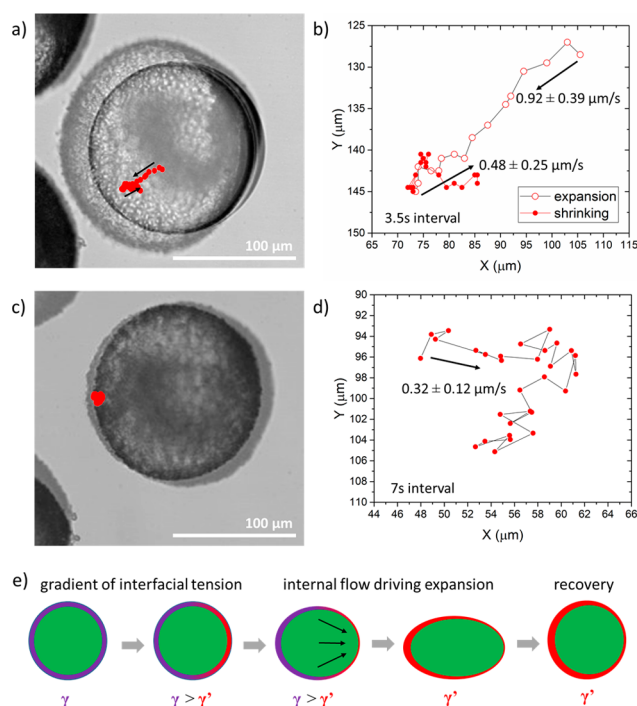 a)
100 μm
b)
125
130
135
140
145
150
Y (μm)
0.92 ± 0.39 μm/s
0.48 ± 0.25 μm/s
3.5s interval
expansion
shrinking
65 70 75 80 85 90 95 100 105 110 115
X (μm)
c)
100 μm
d)
90
92
94
96
98
100
102
104
106
108
110
Y (μm)
0.32 ± 0.12 μm/s
7s interval
44 46 48 50 52 54 56 58 60 62 64 66
X (μm)
e)
gradient of interfacial tension internal flow driving expansion recovery
γ γ > γ' γ > γ' γ' γ'